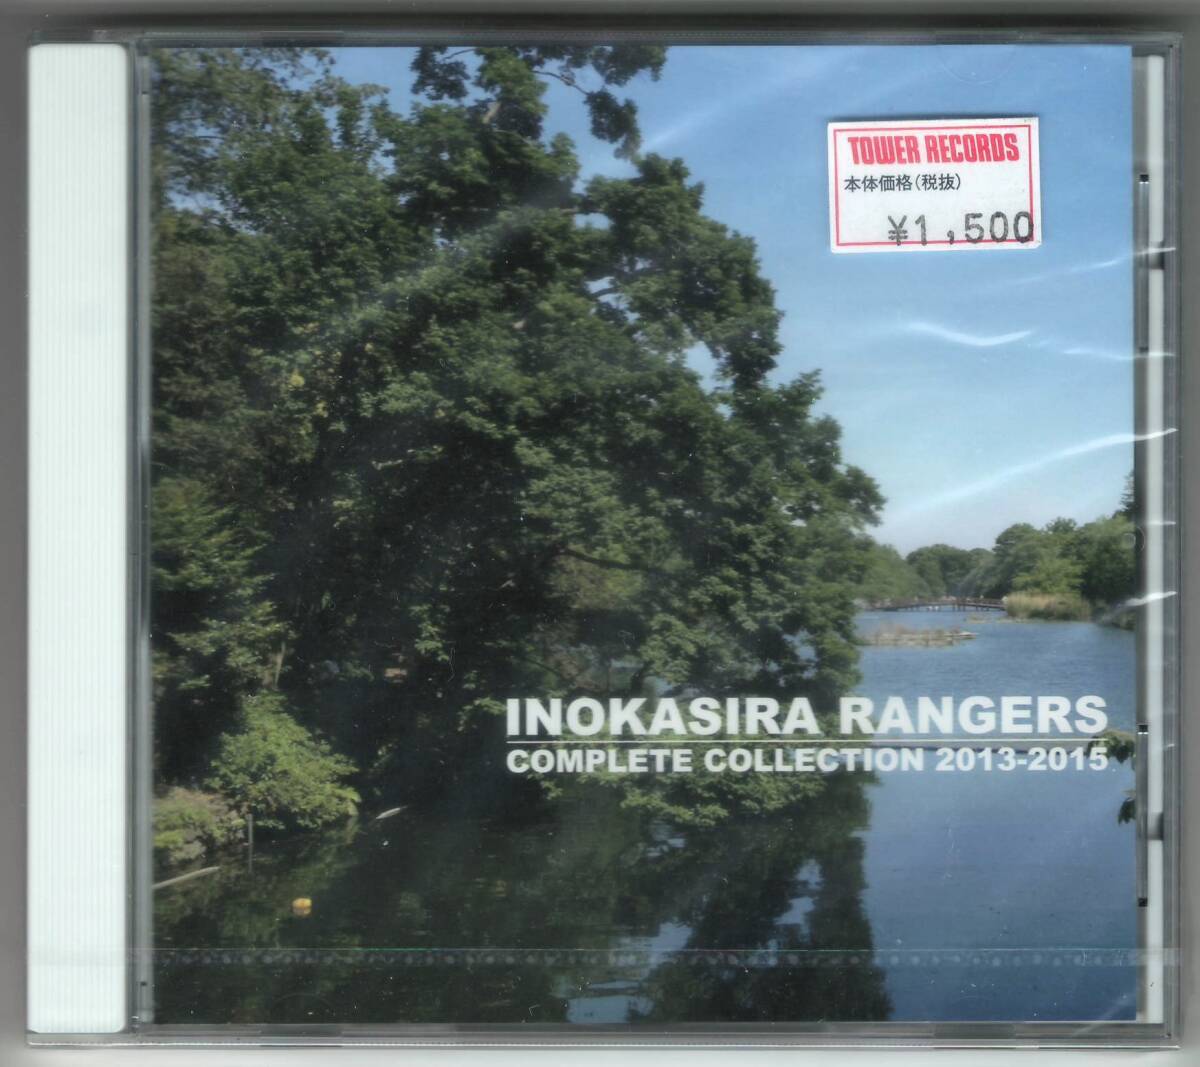 TOWER RECORDS
本体価格(税抜)
¥1,500
INOKASIRA RANGERS
COMPLETE COLLECTION 2013-2015